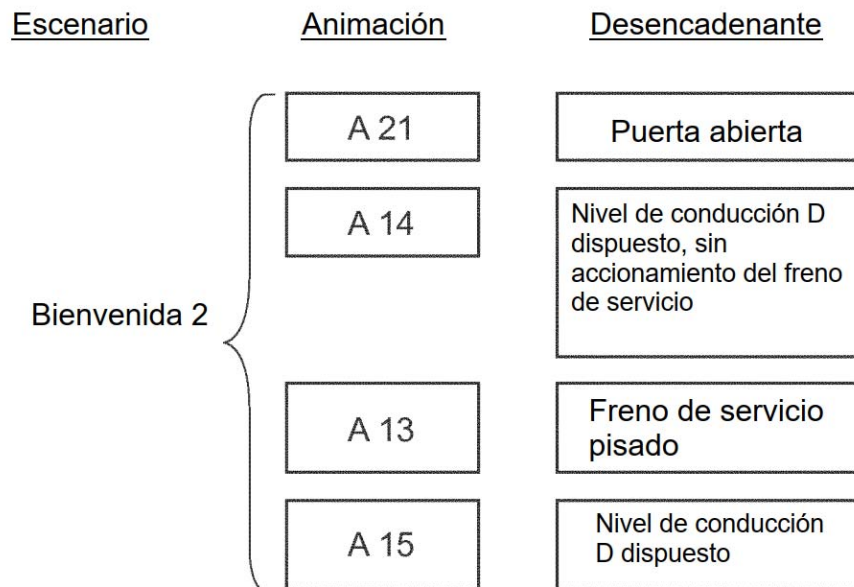 Escenario Animación Desencadenante
A 21 Puerta abierta
A 14 Nivel de conducción D
dispuesto, sin
accionamiento del freno
de servicio
Bienvenida 2
A 13 Freno de servicio
pisado
A 15 Nivel de conducción
D dispuesto